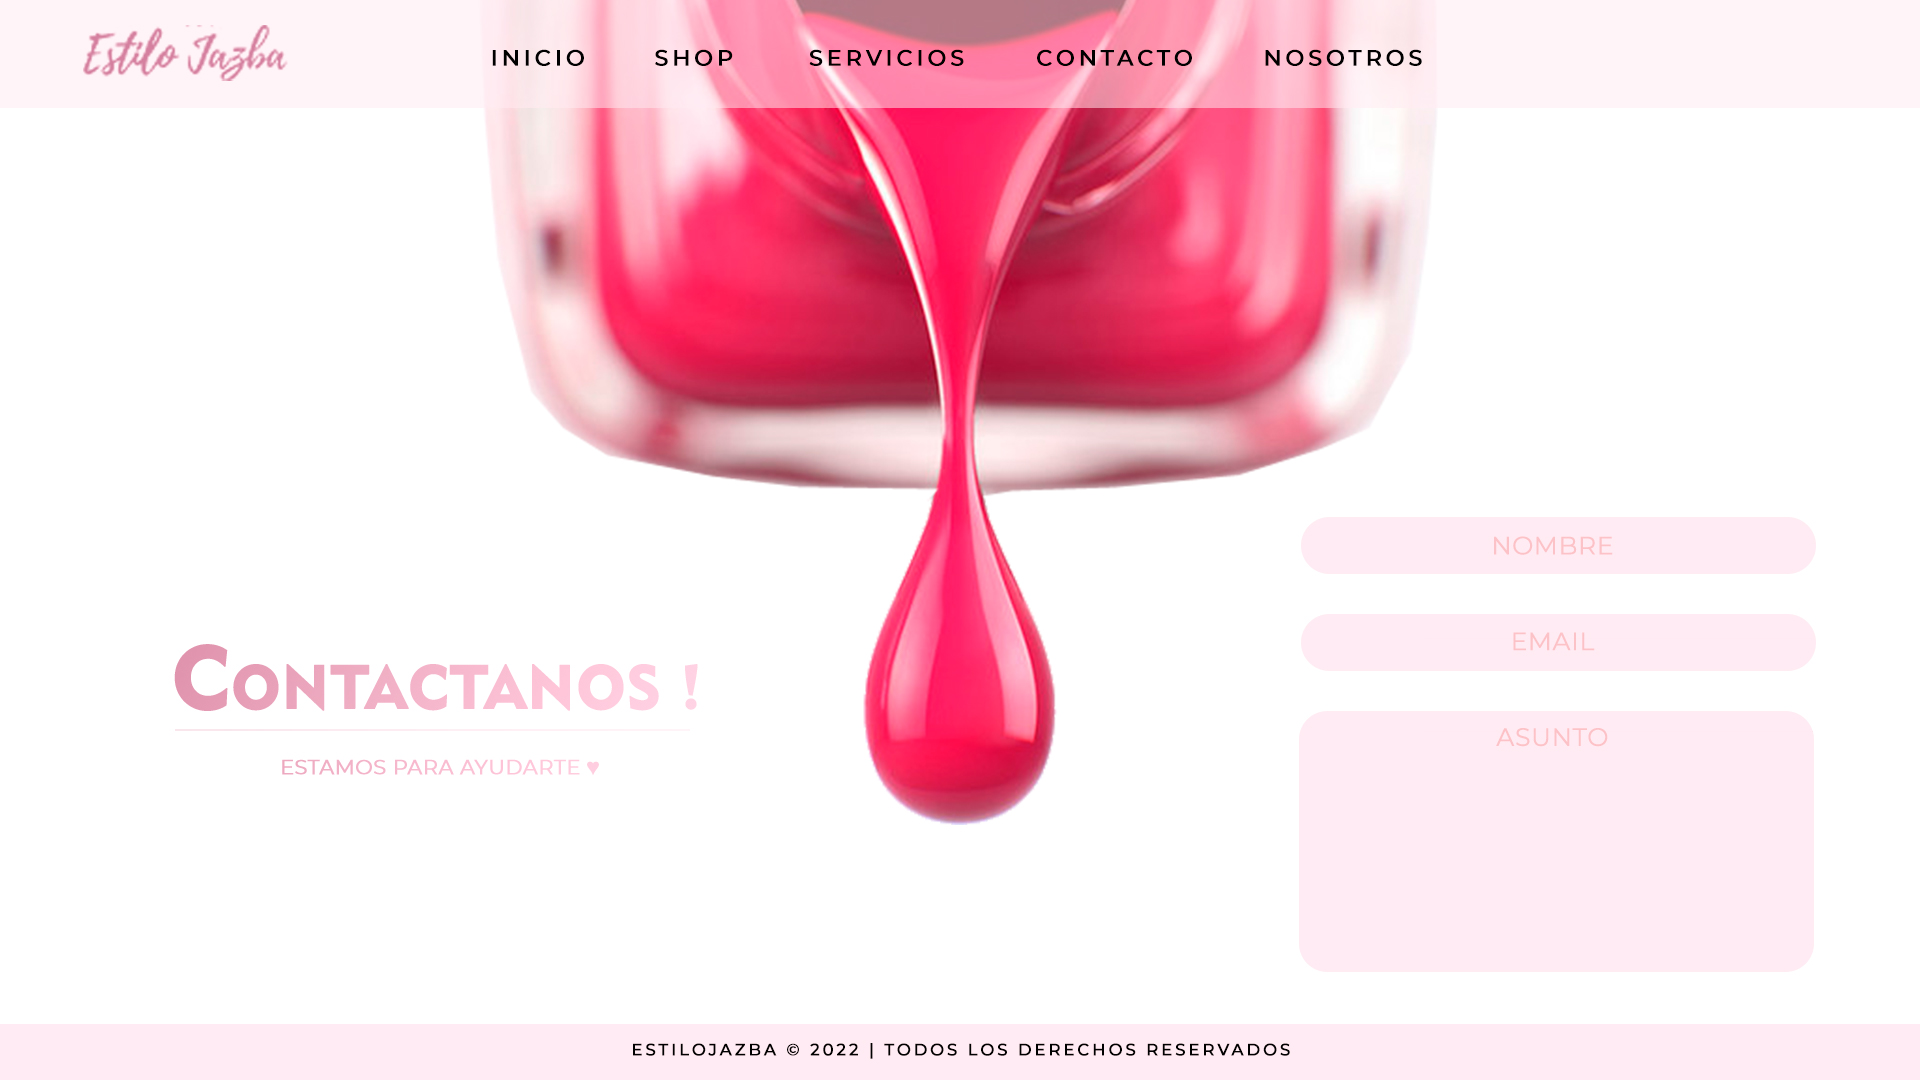 Estilo Jazba
INICIO SHOP SERVICIOS CONTACTO NOSOTROS
NOMBRE
EMAIL
ASUNTO
CONTACTANOS !
ESTAMOS PARA AYUDARTE ♥
ESTILOJAZBA © 2022 | TODOS LOS DERECHOS RESERVADOS